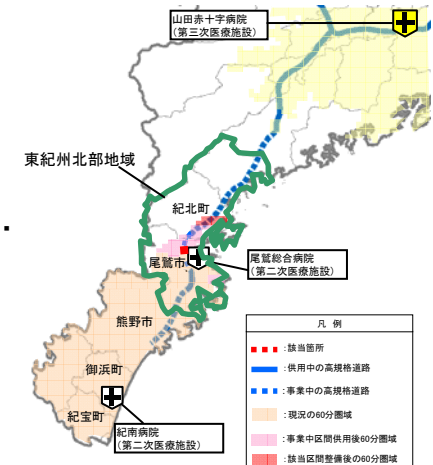 山田赤十字病院
（第三次医療施設）
東紀州北部地域
紀北町
尾鷲市
尾鷲総合病院
（第二次医療施設）
熊野市
御浜町
紀宝町
紀南病院
（第二次医療施設）
凡 例
：該当箇所
：供用中の高規格道路
：事業中の高規格道路
：現況の60分圏域
：事業中区間供用後60分圏域
：該当区間整備後の60分圏域